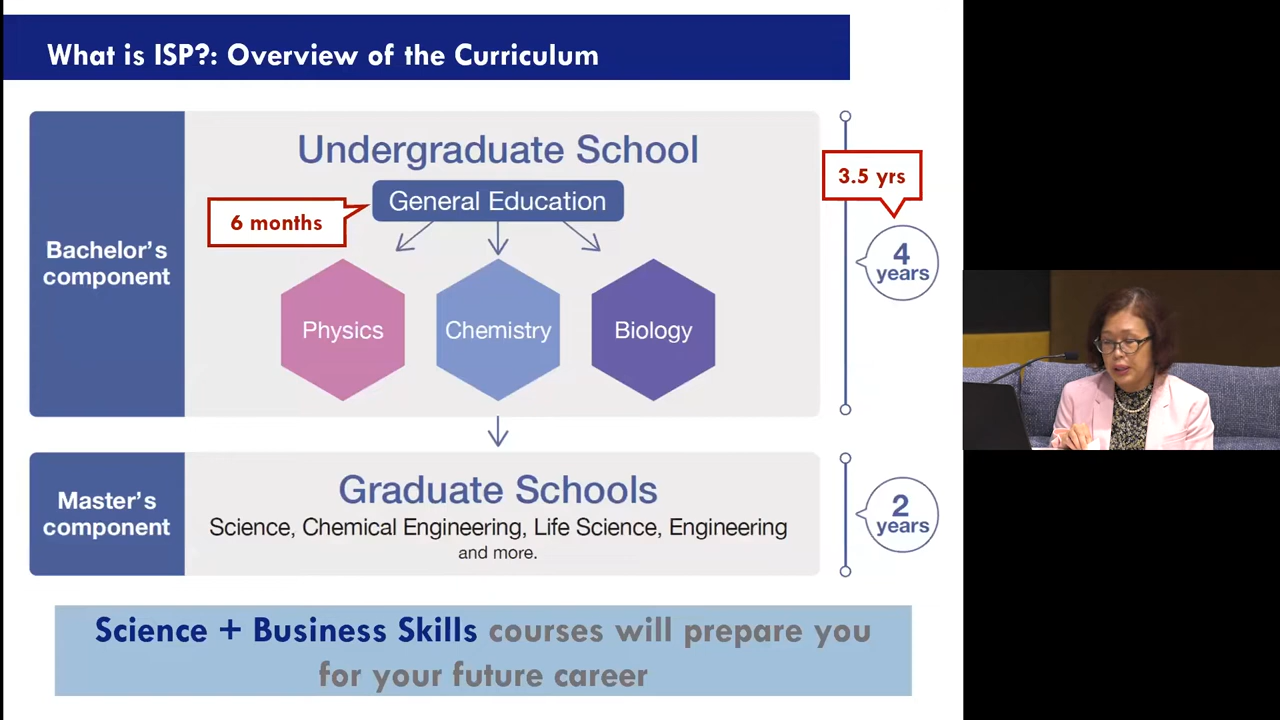 What is ISP?: Overview of the Curriculum
Undergraduate School
3.5 yrs
General Education
6 months
Bachelor's
component
4
years
Physics
Chemistry
Biology
Master's
component
Graduate Schools
Science, Chemical Engineering, Life Science, Engineering
and more.
2
years
Science + Business Skills courses will prepare you
for your future career